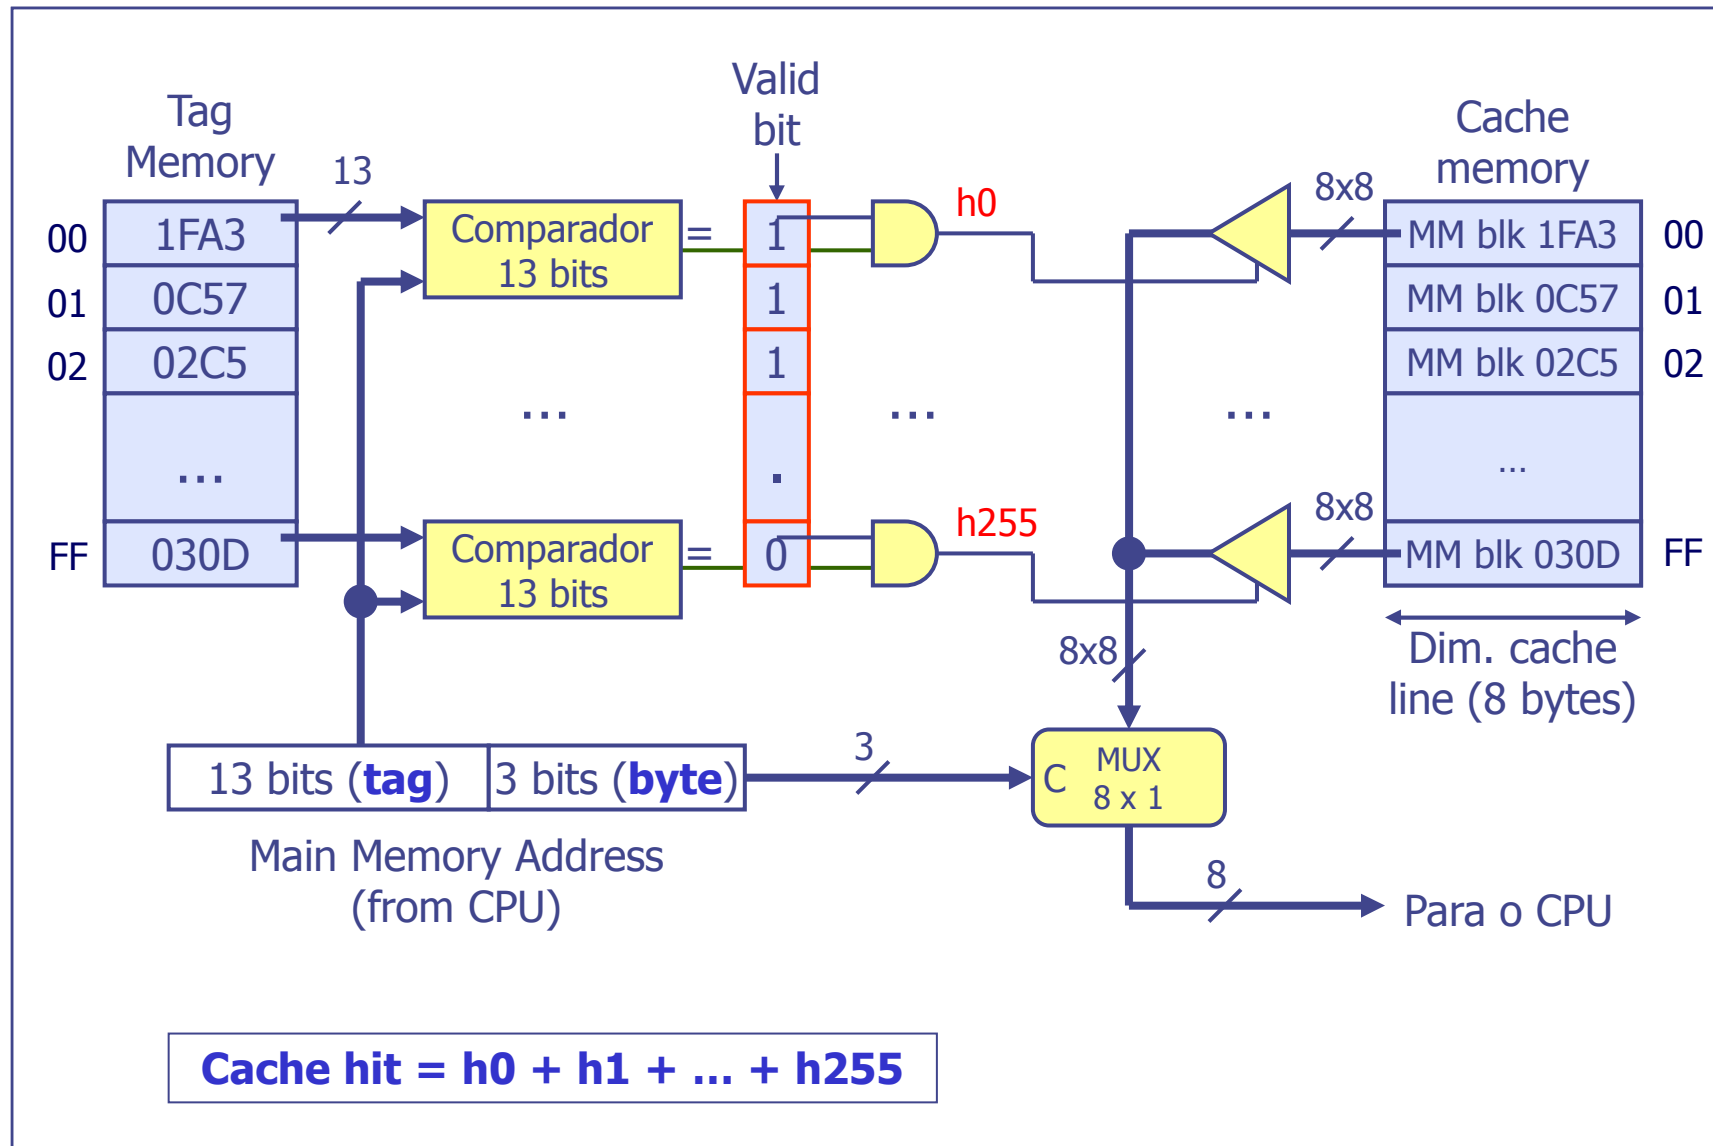 Tag
Memory
Valid
bit
Cache
memory
13
8x8
00
1FA3
Comparador
13 bits
=
1
h0
MM blk 1FA3
00
01
0C57
1
MM blk 0C57
01
02
02C5
1
MM blk 02C5
02
...
...
...
...
.
...
8x8
FF
030D
Comparador
13 bits
=
0
h255
MM blk 030D
FF
8x8
Dim. cache
line (8 bytes)
13 bits (tag)
3 bits (byte)
3
C
MUX
8 x 1
Main Memory Address
(from CPU)
8
Para o CPU
Cache hit = h0 + h1 + ... + h255